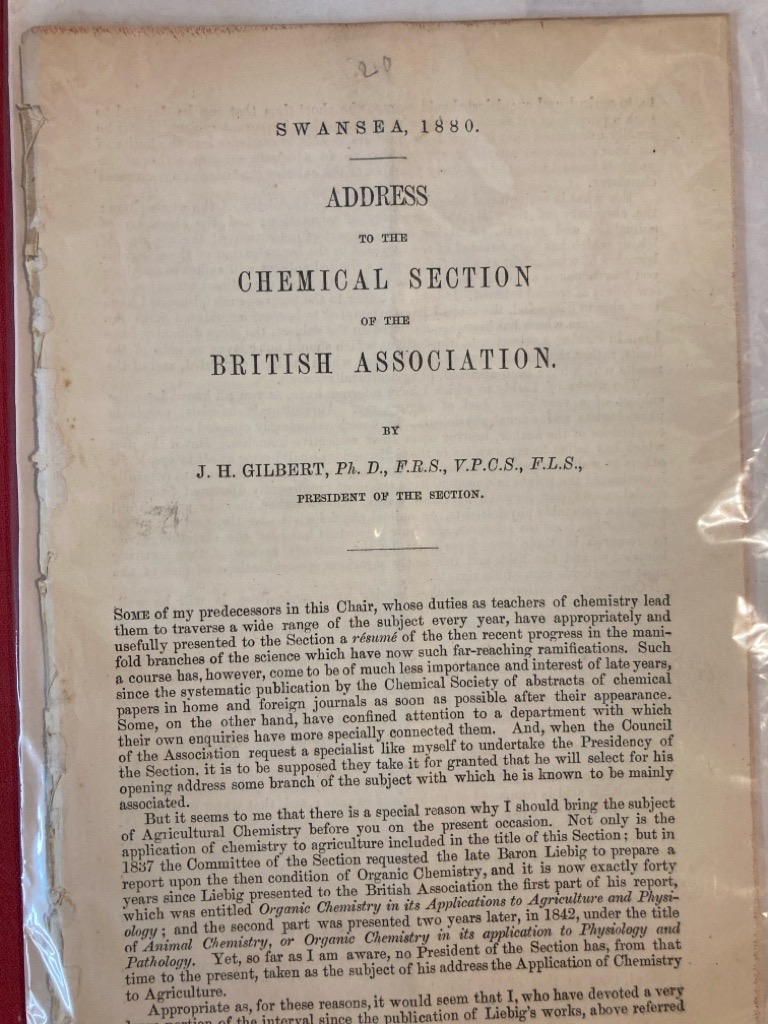 20
SWANSEA, 1880.
ADDRESS
TO THE
CHEMICAL SECTION
OF THE
BRITISH ASSOCIATION.
BY
J. H. GILBERT, Ph. D., F.R.S., V.P.C.S., F.L.S.,
PRESIDENT OF THE SECTION.
SOME of my predecessors in this Chair, whose duties as teachers of chemistry lead
them to traverse a wide range of the subject every year, have appropriately and
usefully presented to the Section a résumé of the then recent progress in the mani-
fold branches of the science which have now such far-reaching ramifications. Such
a course has, however, come to be of much less importance and interest of late years,
since the systematic publication by the Chemical Society of abstracts of chemical
papers in home and foreign journals as soon as possible after their appearance.
Some, on the other hand, have confined attention to a department with which
their own enquiries have more specially connected them. And, when the Council
of the Association request a specialist like myself to undertake the Presidency of
the Section, it is to be supposed they take it for granted that he will select for his
opening address some branch of the subject with which he is known to be mainly
associated.
But it seems to me that there is a special reason why I should bring the subject
of Agricultural Chemistry before you on the present occasion. Not only is the
application of chemistry to agriculture included in the title of this Section; but in
1837 the Committee of the Section requested the late Baron Liebig to prepare a
report upon the then condition of Organic Chemistry, and it is now exactly forty
years since Liebig presented to the British Association the first part of his report,
which was entitled Organic Chemistry in its Applications to Agriculture and Physi-
ology; and the second part was presented two years later, in 1842, under the title
of Animal Chemistry, or Organic Chemistry in its application to Physiology and
Pathology. Yet, so far as I am aware, no President of the Section has, from that
time to the present, taken as the subject of his address the Application of Chemistry
to Agriculture.
Appropriate as, for these reasons, it would seem that I, who have devoted a very
portion of the interval since the publication of Liebig's works, above referred